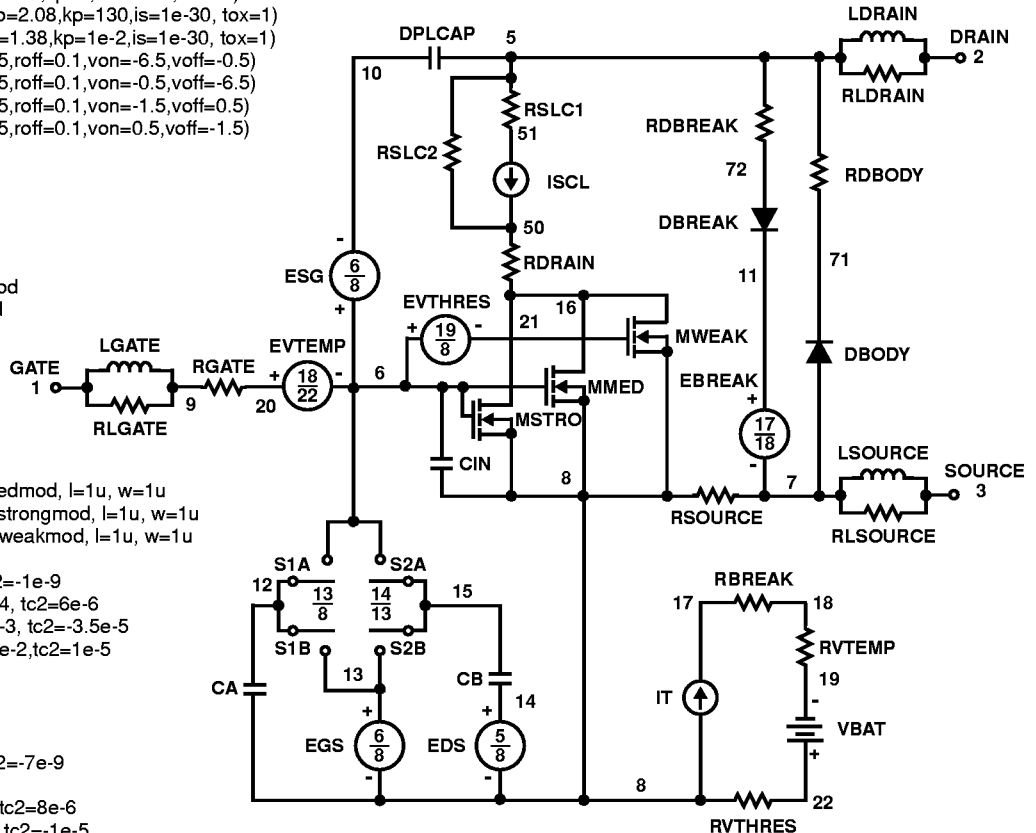 =2.08,kp=130,is=1e-30, tox=1)
=1.38,kp=1e-2,is=1e-30, tox=1)
5,roff=0.1,von=-6.5,voff=-0.5)
5,roff=0.1,von=-0.5,voff=-6.5)
5,roff=0.1,von=-1.5,voff=0.5)
5,roff=0.1,von=0.5,voff=-1.5)
od
edmod, l=1u, w=1u
strongmod, l=1u, w=1u
weakmod, l=1u, w=1u
2=-1e-9
4, tc2=6e-6
-3, tc2=-3.5e-5
e-2,tc2=1e-5
2=-7e-9
tc2=8e-6
tc2=-1e-5
DPLCAP
5
10
LDRAIN
DRAIN
2
RLDRAIN
RSLC1
51
RSLC2
ISCL
50
RDRAIN
RDBREAK
72
RDBODY
DBREAK
11
71
-
ESG
6
8
+
EVTHRES
+
19
8
-
16
21
MWEAK
EBREAK
DBODY
GATE
1
LGATE
RLGATE
9
RGATE
20
EVTEMP
+
18
22
-
6
MMED
MSTRO
CIN
8
+
17
18
-
7
RSOURCE
LSOURCE
RLSOURCE
SOURCE
3
S1A
S2A
12
13
8
14
13
15
S1B
S2B
13
CA
CB
14
+
EGS
6
8
-
+
EDS
5
8
-
8
RBREAK
17
18
RVTEMP
19
IT
-
VBAT
+
22
RVTHRES